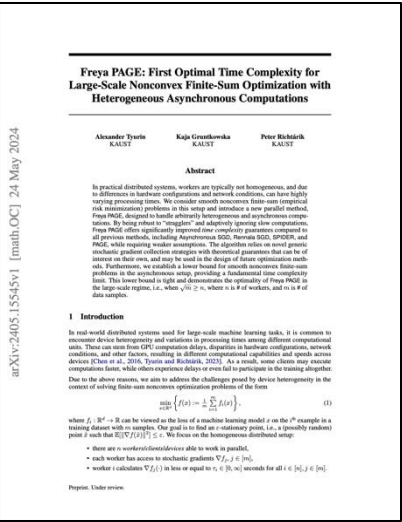 arXiv:2405.15545v1 [math.OC] 24 May 2024
Freya PAGE: First Optimal Time Complexity for
Large-Scale Nonconvex Finite-Sum Optimization with
Heterogeneous Asynchronous Computations
Alexander Tyurin Kaja Gruntkowska Peter Richtárik
KAUST KAUST KAUST
Abstract
In practical distributed systems, workers are typically not homogeneous, and due
to differences in hardware configurations and network conditions, can have highly
varying processing times. We consider smooth nonconvex finite-sum (empirical
risk minimization) problems in this setup and introduce a new parallel method,
Freya PAGE, designed to handle arbitrarily heterogeneous and asynchronous compu-
tations. By being robust to "stragglers" and adaptively ignoring slow computations,
Freya PAGE offers significantly improved time complexity guarantees compared to
all previous methods, including Asynchronous SGD, Rennala SGD, SPIDER, and
PAGE, while requiring weaker assumptions. The algorithm relies on novel generic
stochastic gradient collection strategies with theoretical guarantees that can be of
interest on their own, and may be used in the design of future optimization meth-
ods. Furthermore, we establish a lower bound for smooth nonconvex finite-sum
problems in the asynchronous setup, providing a fundamental time complexity
limit. This lower bound is tight and demonstrates the optimality of Freya PAGE in
the large-scale regime, i.e., when √m ≥ n, where n is # of workers, and m is # of
data samples.
1 Introduction
In real-world distributed systems used for large-scale machine learning tasks, it is common to
encounter device heterogeneity and variations in processing times among different computational
units. These can stem from GPU computation delays, disparities in hardware configurations, network
conditions, and other factors, resulting in different computational capabilities and speeds across
devices [Chen et al., 2016, Tyurin and Richtárik, 2023]. As a result, some clients may execute
computations faster, while others experience delays or even fail to participate in the training altogether.
Due to the above reasons, we aim to address the challenges posed by device heterogeneity in the
context of solving finite-sum nonconvex optimization problems of the form
min x∈ℝᵈ { f(x) := 1/m ∑ᵢ₌₁ᵐ fᵢ(x) }, (1)
where fᵢ : ℝᵈ → ℝ can be viewed as the loss of a machine learning model x on the iᵗʰ example in a
training dataset with m samples. Our goal is to find an ε-stationary point, i.e., a (possibly random)
point x̂ such that E[‖∇f(x̂)‖²] ≤ ε. We focus on the homogeneous distributed setup:
• there are n workers/clients/devices able to work in parallel,
• each worker has access to stochastic gradients ∇fⱼ, j ∈ [m],
• worker i calculates ∇fⱼ(·) in less or equal to τᵢ ∈ [0, ∞] seconds for all i ∈ [n], j ∈ [m].
Preprint. Under review.